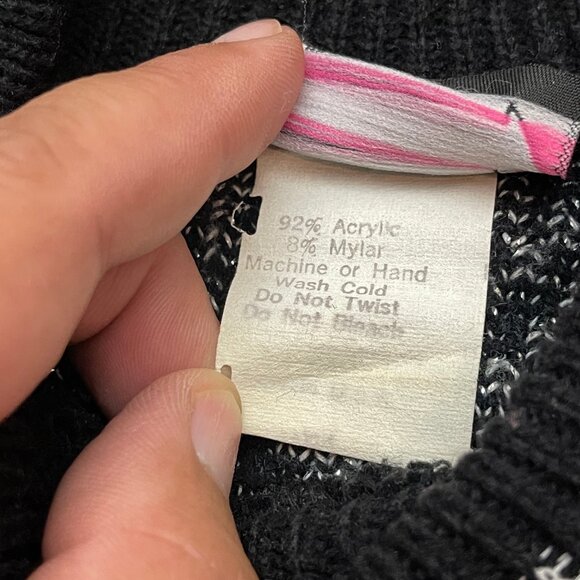 92% Acrylic
8% Mylar
Machine or Hand
Wash Cold
Do Not Twist
Do Not Bleach